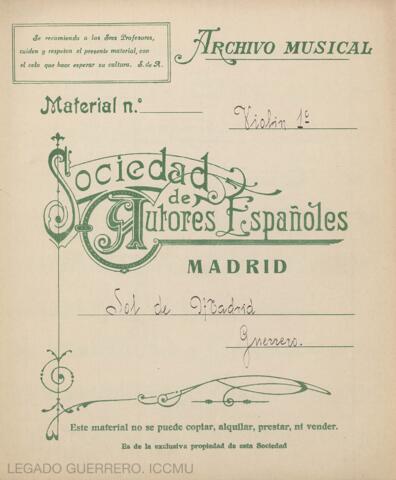 Se recomienda a los Sres Profesores,
cuiden y respeten el presente material, con
el celo que hace esperar su cultura. S. de A.
ARCHIVO MUSICAL
Material n.º
Violin 1º
Sociedad
de
Autores Españoles
MADRID
Sol de Madrid
Guerrero.
Este material no se puede copiar, alquilar, prestar, ni vender.
Es de la exclusiva propiedad de esta Sociedad
LEGADO GUERRERO. ICCMU